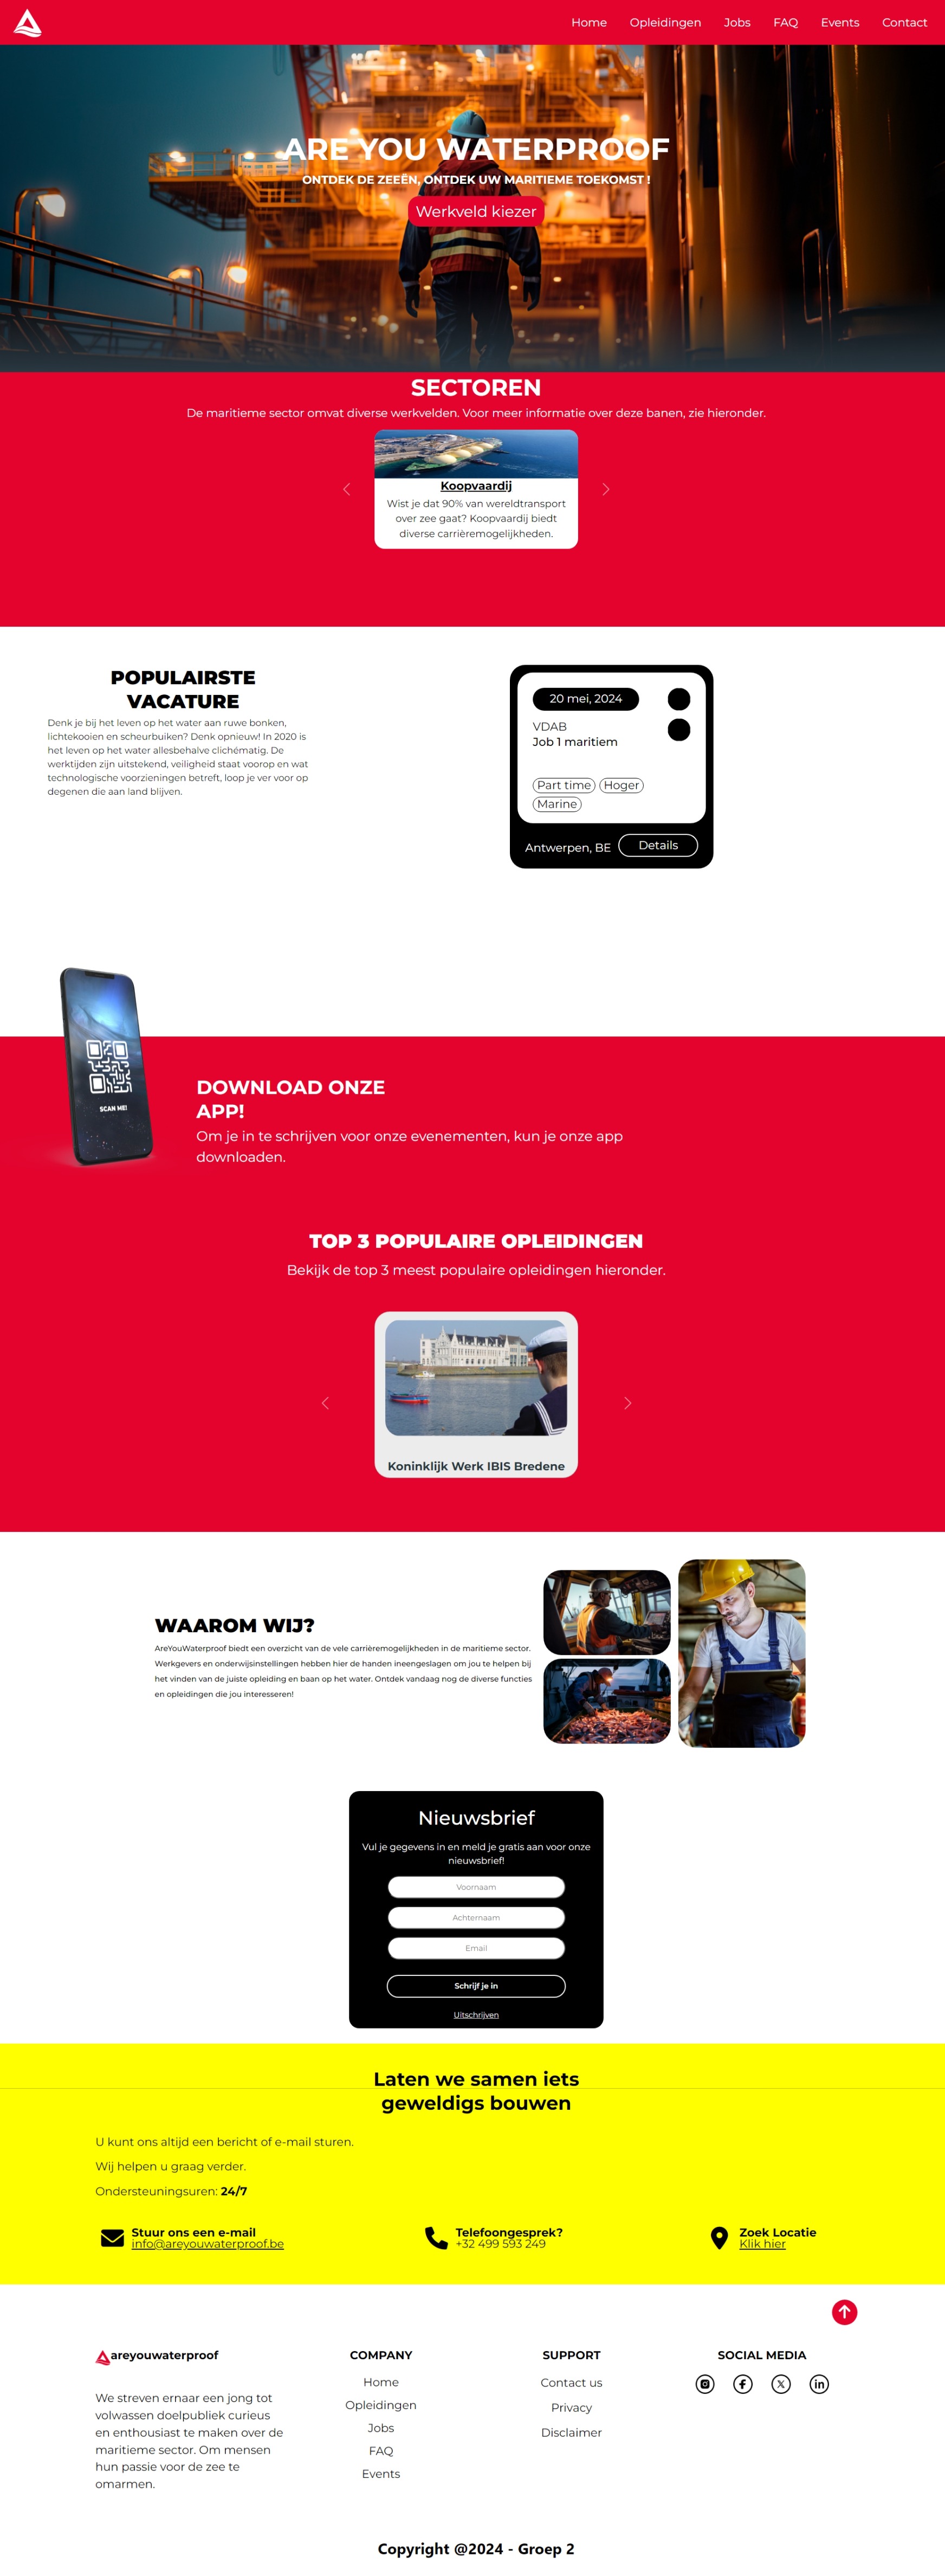 Home Opleidingen Jobs FAQ Events Contact
ARE YOU WATERPROOF
ONTDEK DE ZEEËN, ONTDEK UW MARITIEME TOEKOMST !
Werkveld kiezer
SECTOREN
De maritieme sector omvat diverse werkvelden. Voor meer informatie over deze banen, zie hieronder.
Koopvaardij
Wist je dat 90% van wereldtransport
over zee gaat? Koopvaardij biedt
diverse carrièremogelijkheden.
POPULAIRSTE
VACATURE
Denk je bij het leven op het water aan ruwe bonken,
lichtekooien en scheurbuiken? Denk opnieuw! In 2020 is
het leven op het water allesbehalve clichématig. De
werktijden zijn uitstekend, veiligheid staat voorop en wat
technologische voorzieningen betreft, loop je ver voor op
degenen die aan land blijven.
20 mei, 2024
VDAB
Job 1 maritiem
Part time Hoger
Marine
Antwerpen, BE Details
SCAN ME!
DOWNLOAD ONZE
APP!
Om je in te schrijven voor onze evenementen, kun je onze app
downloaden.
TOP 3 POPULAIRE OPLEIDINGEN
Bekijk de top 3 meest populaire opleidingen hieronder.
Koninklijk Werk IBIS Bredene
WAAROM WIJ?
AreYouWaterproof biedt een overzicht van de vele carrièremogelijkheden in de maritieme sector.
Werkgevers en onderwijsinstellingen hebben hier de handen ineengeslagen om jou te helpen bij
het vinden van de juiste opleiding en baan op het water. Ontdek vandaag nog de diverse functies
en opleidingen die jou interesseren!
Nieuwsbrief
Vul je gegevens in en meld je gratis aan voor onze
nieuwsbrief!
Voornaam
Achternaam
Email
Schrijf je in
Uitschrijven
Laten we samen iets
geweldigs bouwen
U kunt ons altijd een bericht of e-mail sturen.
Wij helpen u graag verder.
Ondersteuningsuren: 24/7
Stuur ons een e-mail
info@areyouwaterproof.be
Telefoongesprek?
+32 499 593 249
Zoek Locatie
Klik hier
areyouwaterproof
We streven ernaar een jong tot
volwassen doelpubliek curieus
en enthousiast te maken over de
maritieme sector. Om mensen
hun passie voor de zee te
omarmen.
COMPANY
Home
Opleidingen
Jobs
FAQ
Events
SUPPORT
Contact us
Privacy
Disclaimer
SOCIAL MEDIA
Copyright @2024 - Groep 2